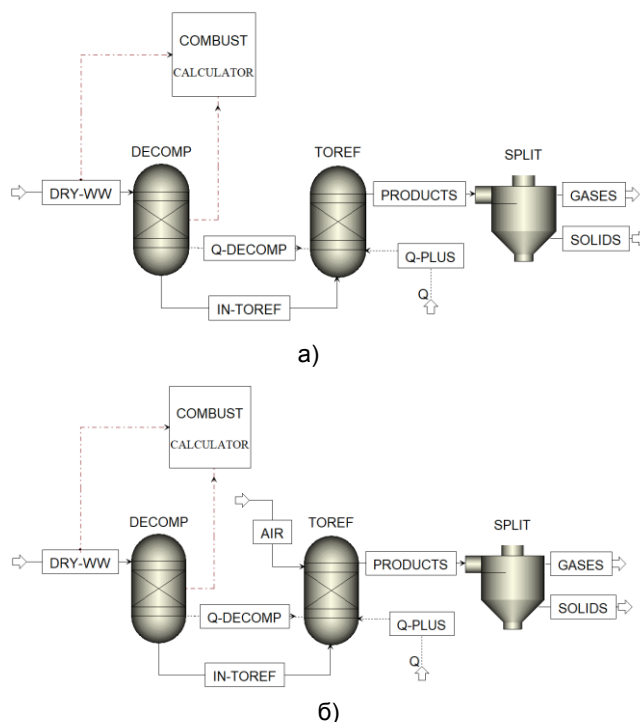 COMBUST
CALCULATOR
DECOMP
TOREF
SPLIT
DRY-WW
PRODUCTS
GASES
SOLIDS
Q-DECOMP
Q-PLUS
Q
IN-TOREF
а)
COMBUST
CALCULATOR
DECOMP
AIR
TOREF
SPLIT
DRY-WW
PRODUCTS
GASES
SOLIDS
Q-DECOMP
Q-PLUS
Q
IN-TOREF
б)